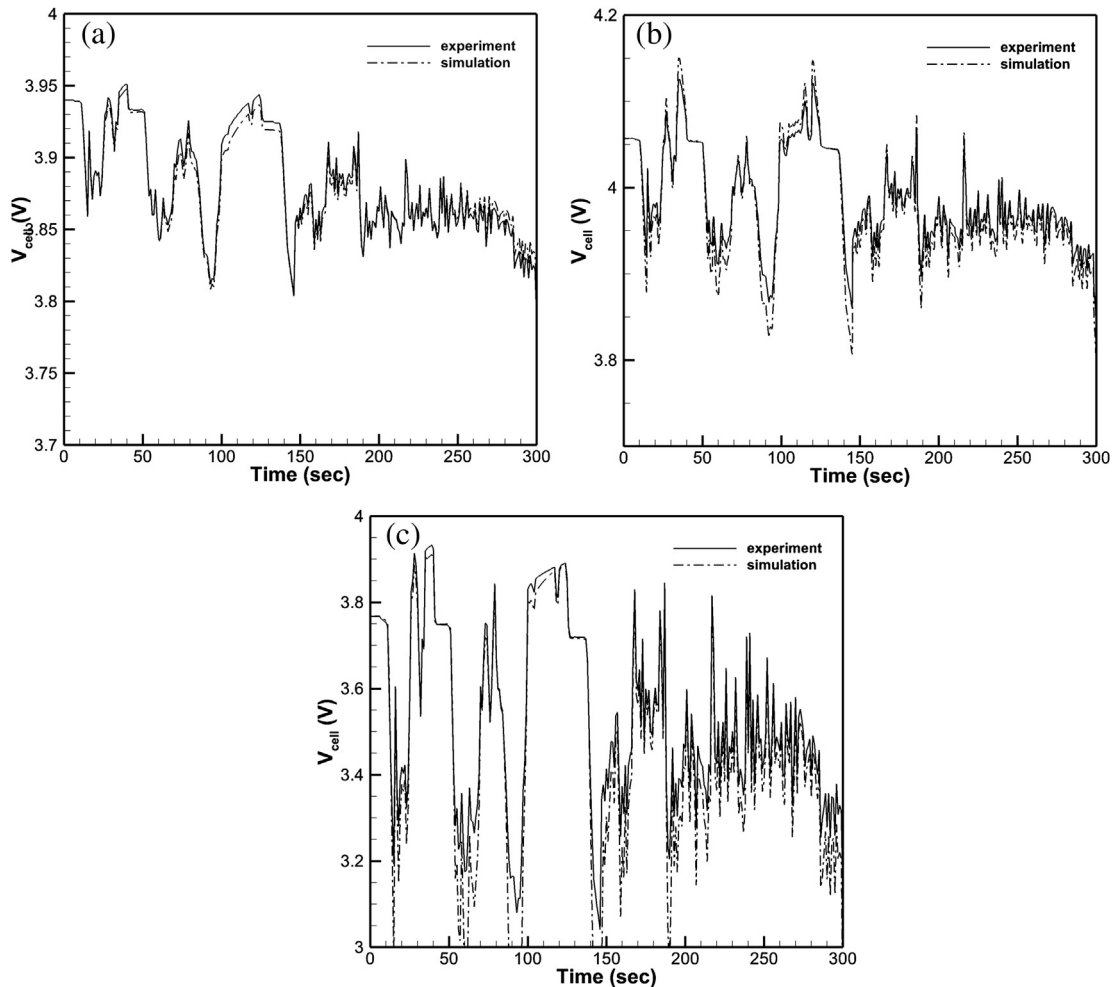 (a)
experiment
simulation
4
3.95
3.9
3.85
3.8
3.75
3.7
V cell (V)
0 50 100 150 200 250 300
Time (sec)
(b)
experiment
simulation
4.2
4
3.8
V cell (V)
0 50 100 150 200 250 300
Time (sec)
(c)
experiment
simulation
4
3.8
3.6
3.4
3.2
3
V cell (V)
0 50 100 150 200 250 300
Time (sec)